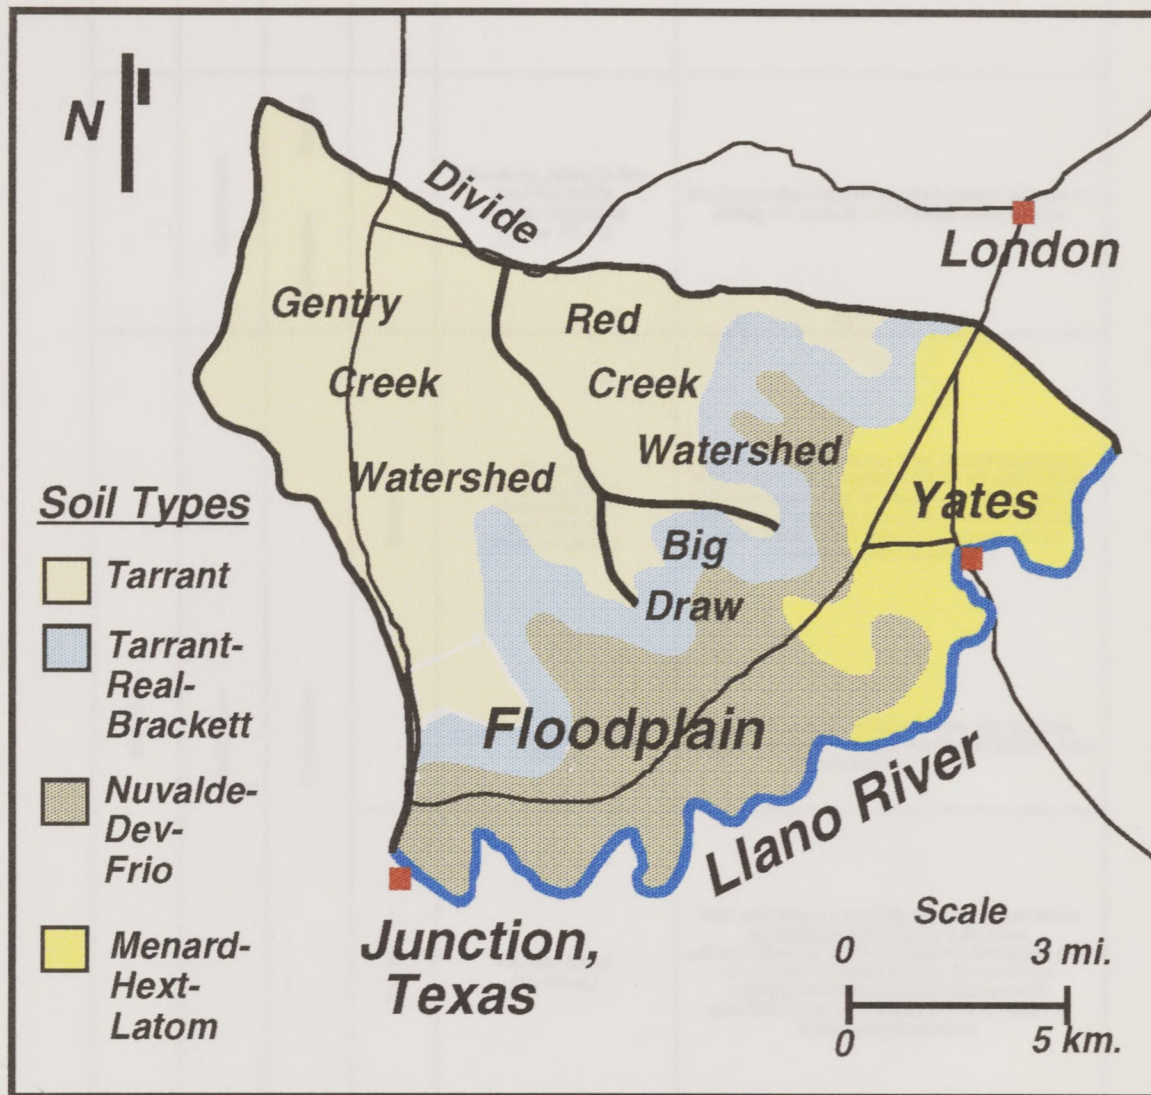 N
Divide
London
Gentry
Creek
Watershed
Red
Creek
Watershed
Yates
Big
Draw
Floodplain
Llano River
Junction,
Texas
Soil Types
Tarrant
Tarrant-
Real-
Brackett
Nuvalde-
Dev-
Frio
Menard-
Hext-
Latom
Scale
0 3 mi.
0 5 km.